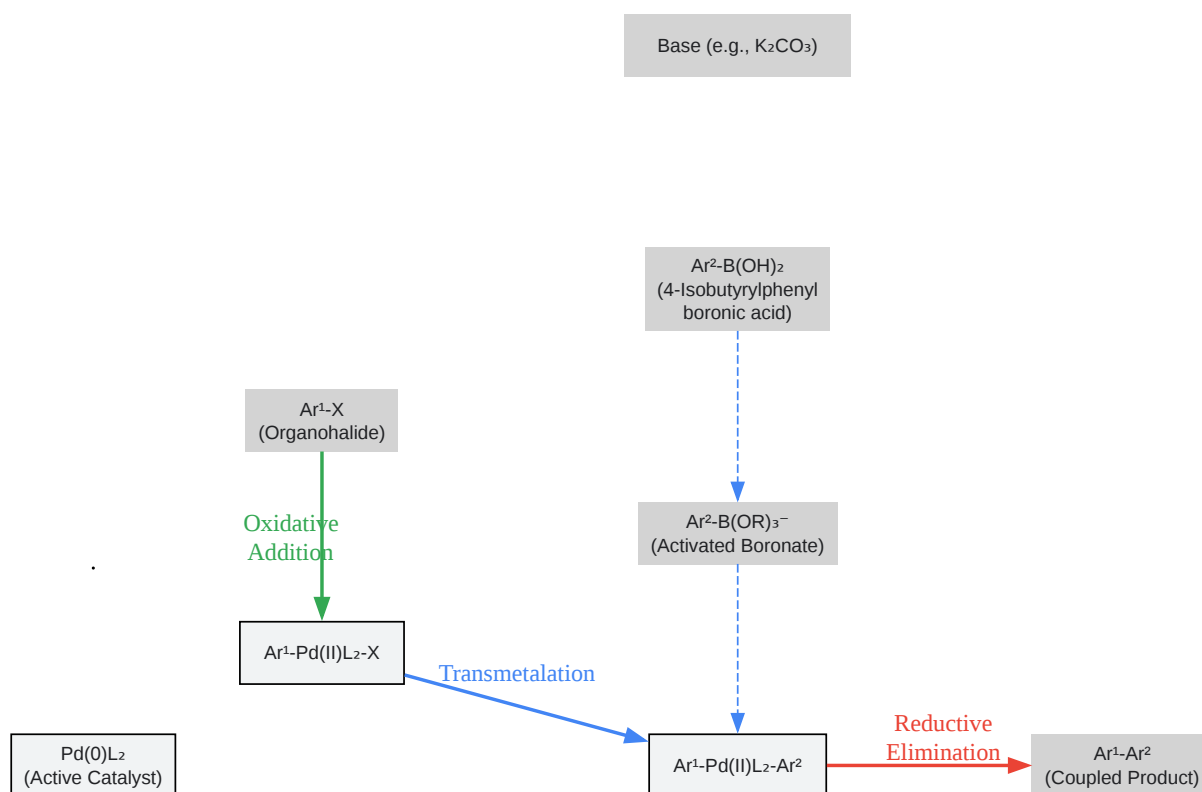 Base (e.g., K₂CO₃)
Ar²-B(OH)₂
(4-Isobutyrylphenyl
boronic acid)
Ar¹-X
(Organohalide)
Oxidative
Addition
Ar²-B(OR)₃⁻
(Activated Boronate)
Ar¹-Pd(II)L₂-X
Transmetalation
Pd(0)L₂
(Active Catalyst)
Ar¹-Pd(II)L₂-Ar²
Reductive
Elimination
Ar¹-Ar²
(Coupled Product)